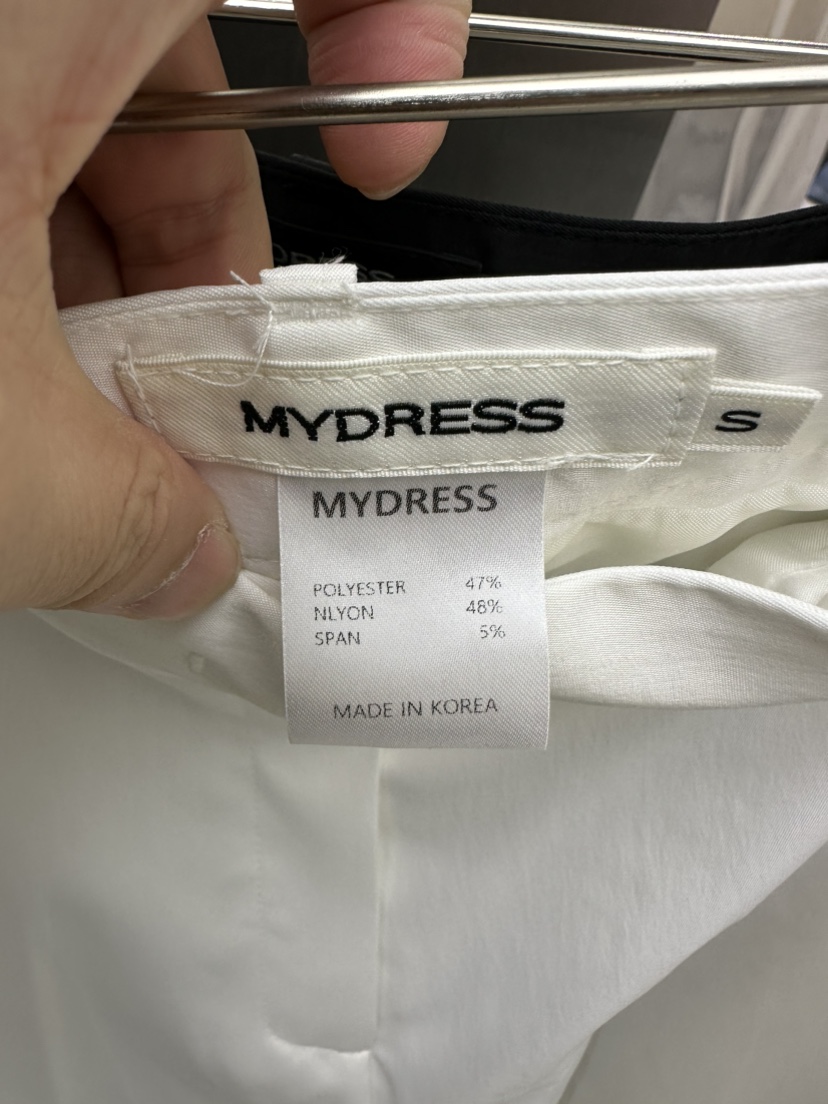 MYDRESS
S
MYDRESS
POLYESTER 47%
NLYON 48%
SPAN 5%
MADE IN KOREA